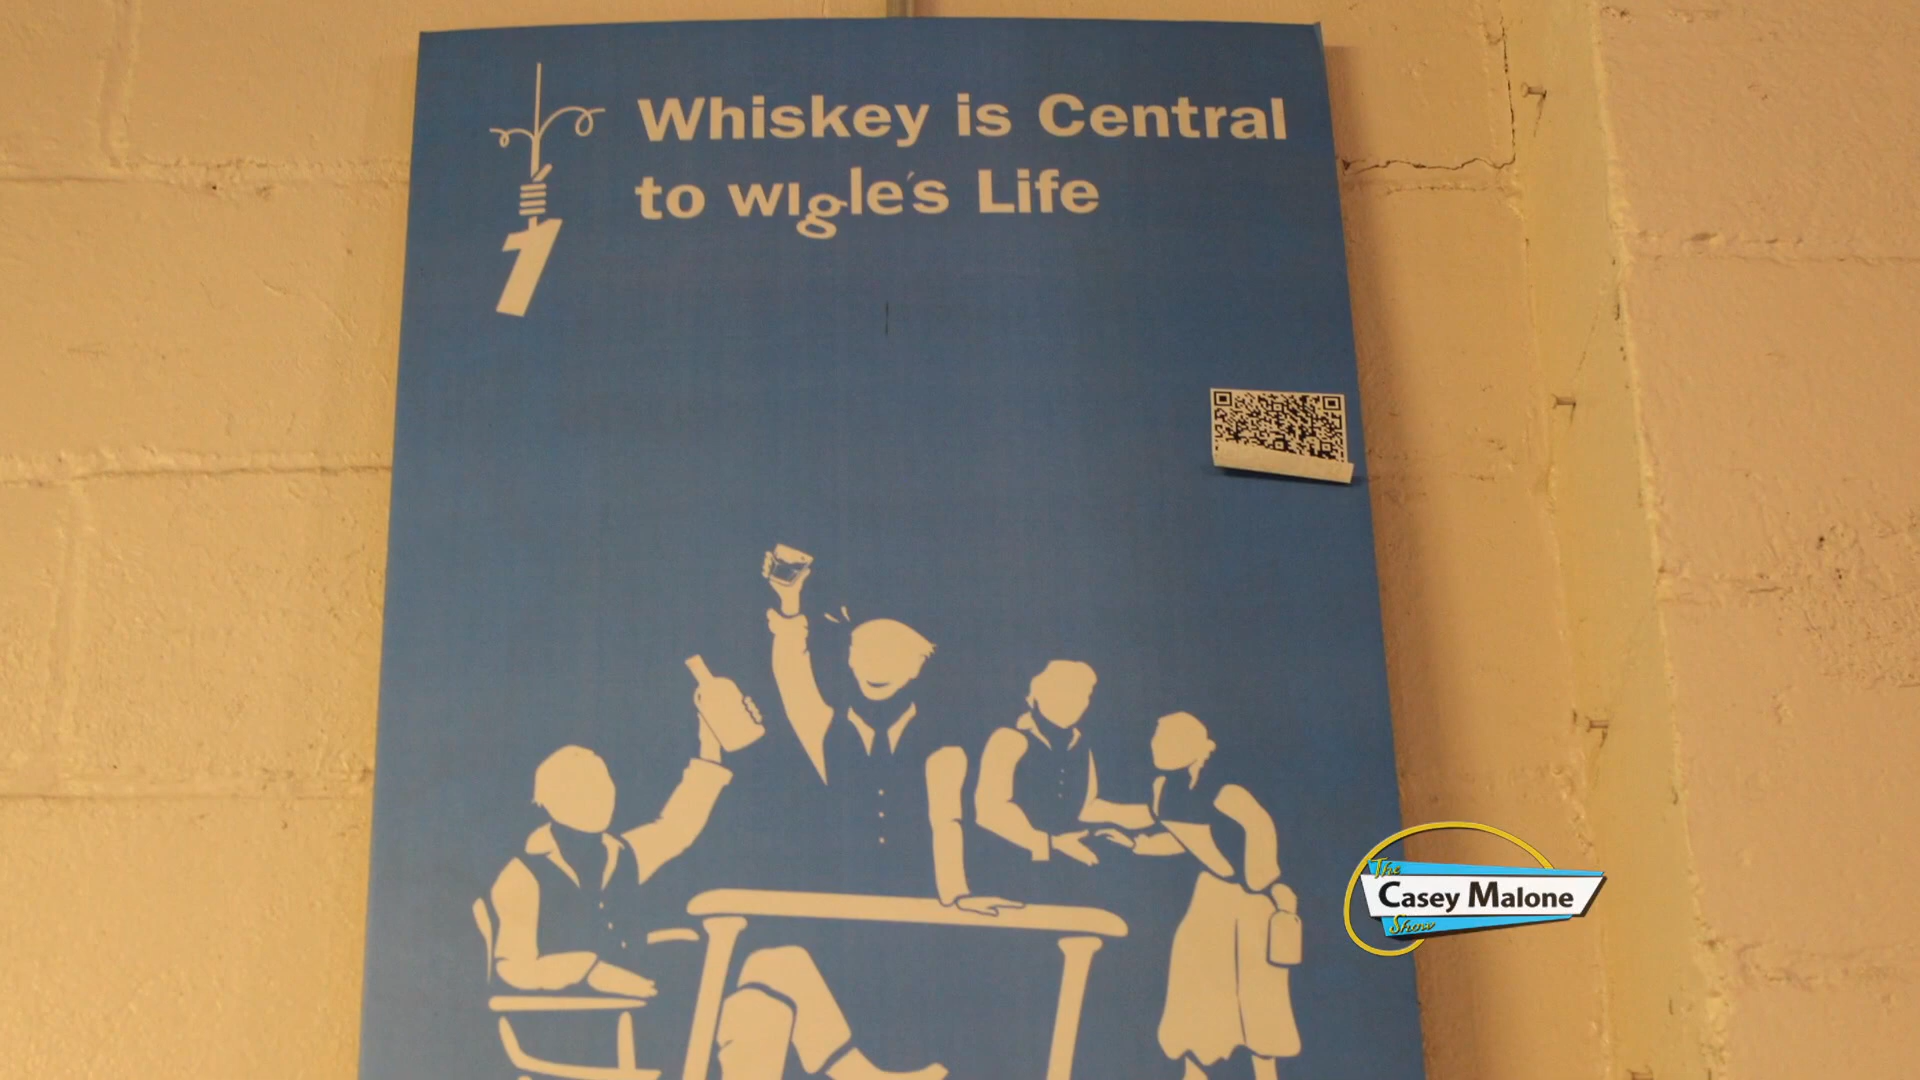 1
Whiskey is Central
to wigle's Life
The
Casey Malone
Show